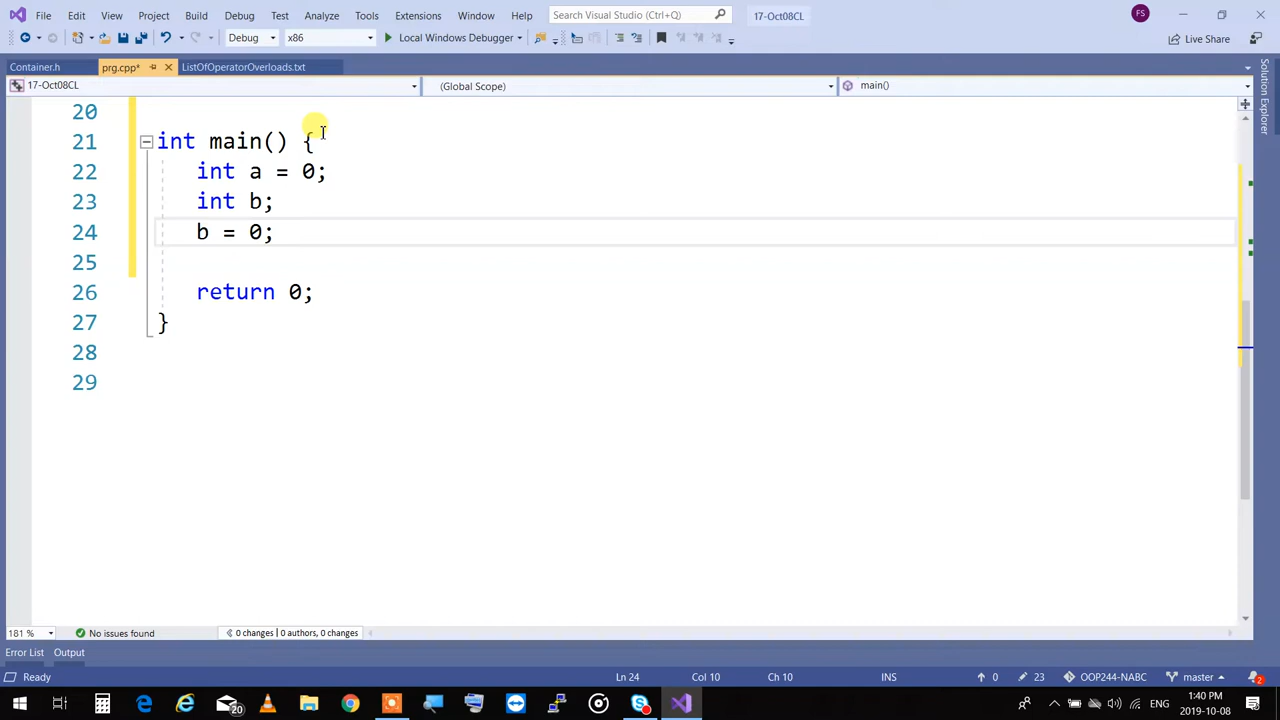 File Edit View Project Build Debug Test Analyze Tools Extensions Window Help Search Visual Studio (Ctrl+Q) 17-Oct08CL FS
Debug x86 Local Windows Debugger Live Share
Container.h prg.cpp* ListOfOperatorOverloads.txt
17-Oct08CL (Global Scope) main()
Solution Explorer
20
21 int main() {
22 int a = 0;
23 int b;
24 b = 0;
25
26 return 0;
27 }
28
29
181 % No issues found 0 changes | 0 authors, 0 changes
Error List Output
Ready Ln 24 Col 10 Ch 10 INS 0 23 OOP244-NABC master 2
20 ENG 1:40 PM
2019-10-08